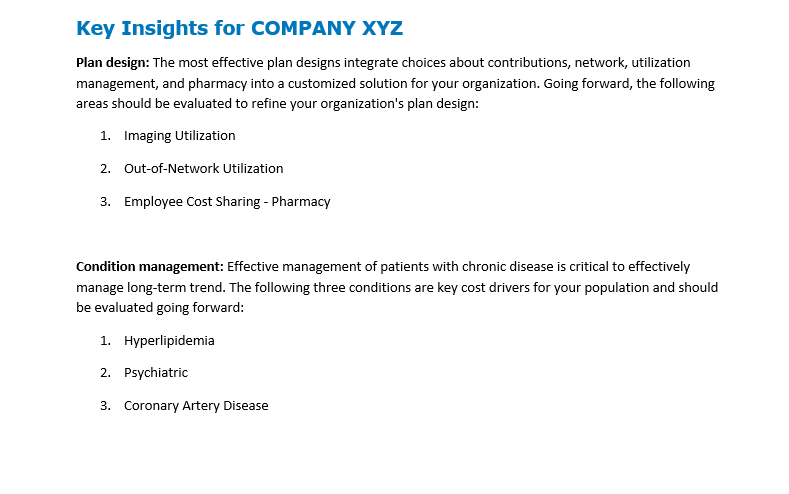 Key Insights for COMPANY XYZ
Plan design: The most effective plan designs integrate choices about contributions, network, utilization
management, and pharmacy into a customized solution for your organization. Going forward, the following
areas should be evaluated to refine your organization's plan design:
1. Imaging Utilization
2. Out-of-Network Utilization
3. Employee Cost Sharing - Pharmacy
Condition management: Effective management of patients with chronic disease is critical to effectively
manage long-term trend. The following three conditions are key cost drivers for your population and should
be evaluated going forward:
1. Hyperlipidemia
2. Psychiatric
3. Coronary Artery Disease